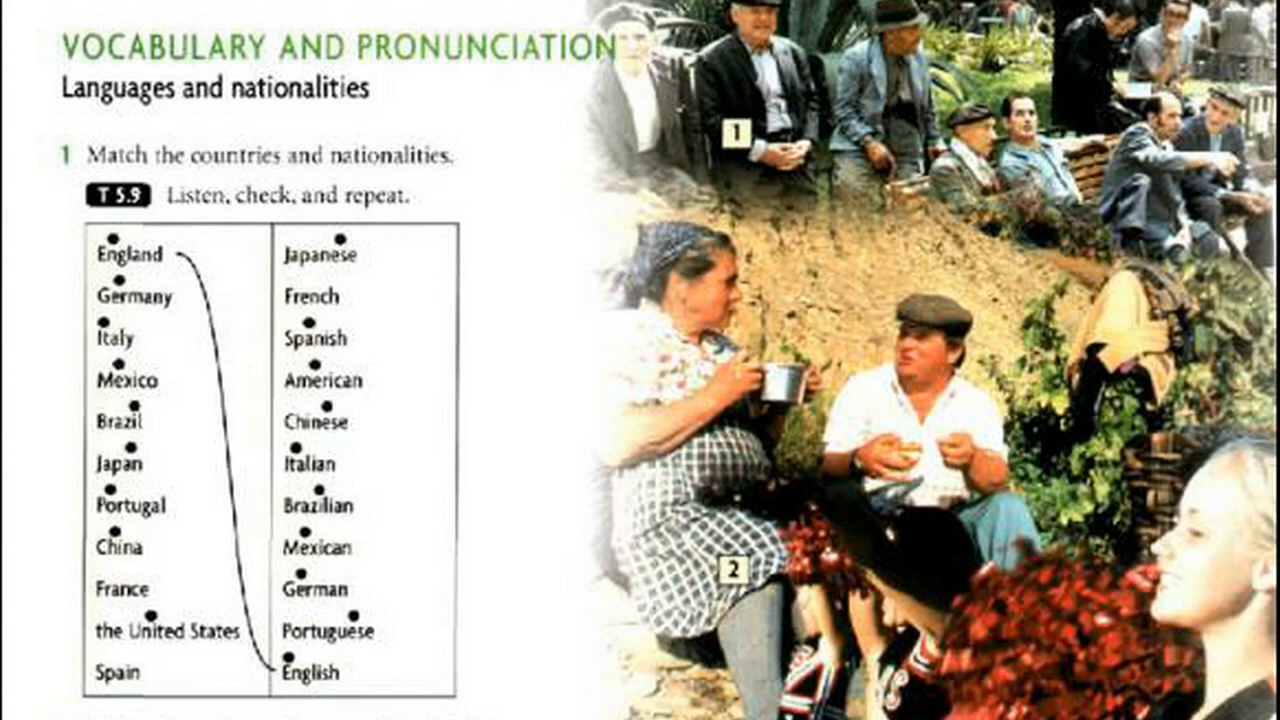 VOCABULARY AND PRONUNCIATION
Languages and nationalities
1 Match the countries and nationalities.
T 5.9 Listen, check, and repeat.
England
Germany
Italy
Mexico
Brazil
Japan
Portugal
China
France
the United States
Spain
Japanese
French
Spanish
American
Chinese
Italian
Brazilian
Mexican
German
Portuguese
English
1
2